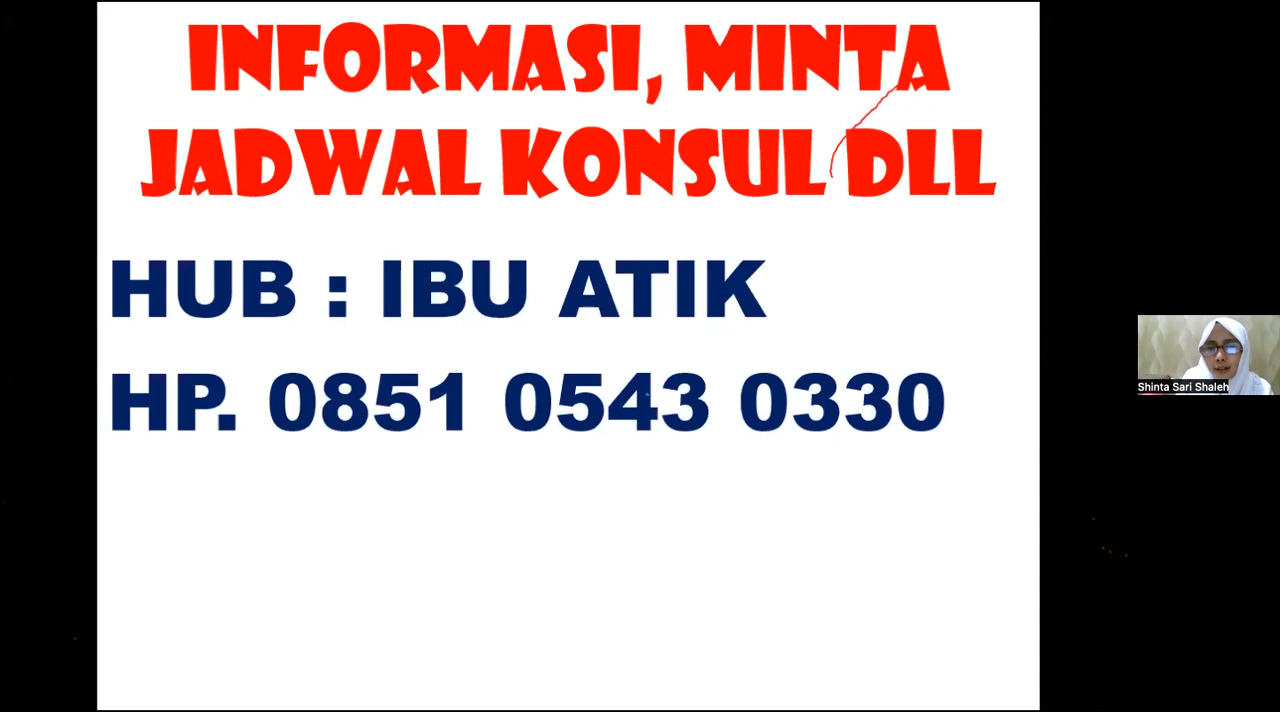 INFORMASI, MINTA
JADWAL KONSUL DLL
HUB : IBU ATIK
HP. 0851 0543 0330
Shinta Sari Shaleh